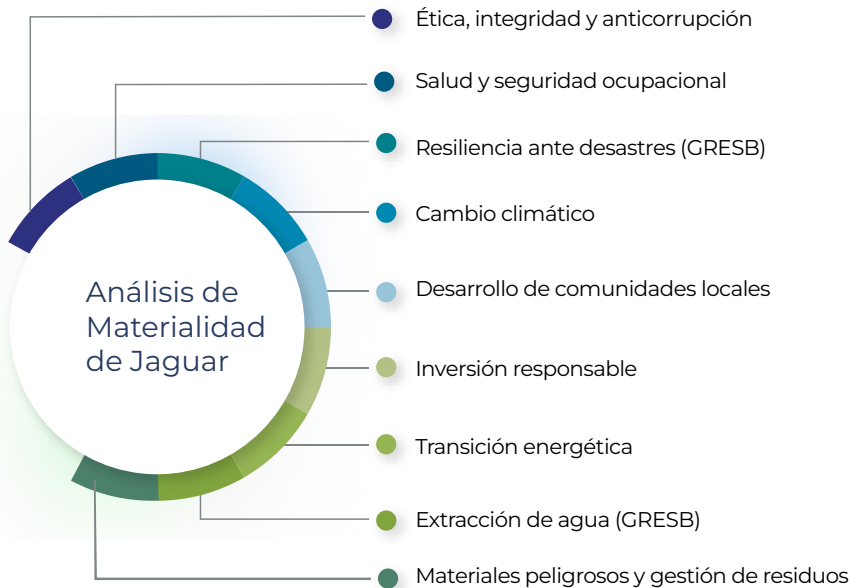 Ética, integridad y anticorrupción
Salud y seguridad ocupacional
Resiliencia ante desastres (GRESB)
Cambio climático
Análisis de
Materialidad
de Jaguar
Desarrollo de comunidades locales
Inversión responsable
Transición energética
Extracción de agua (GRESB)
Materiales peligrosos y gestión de residuos